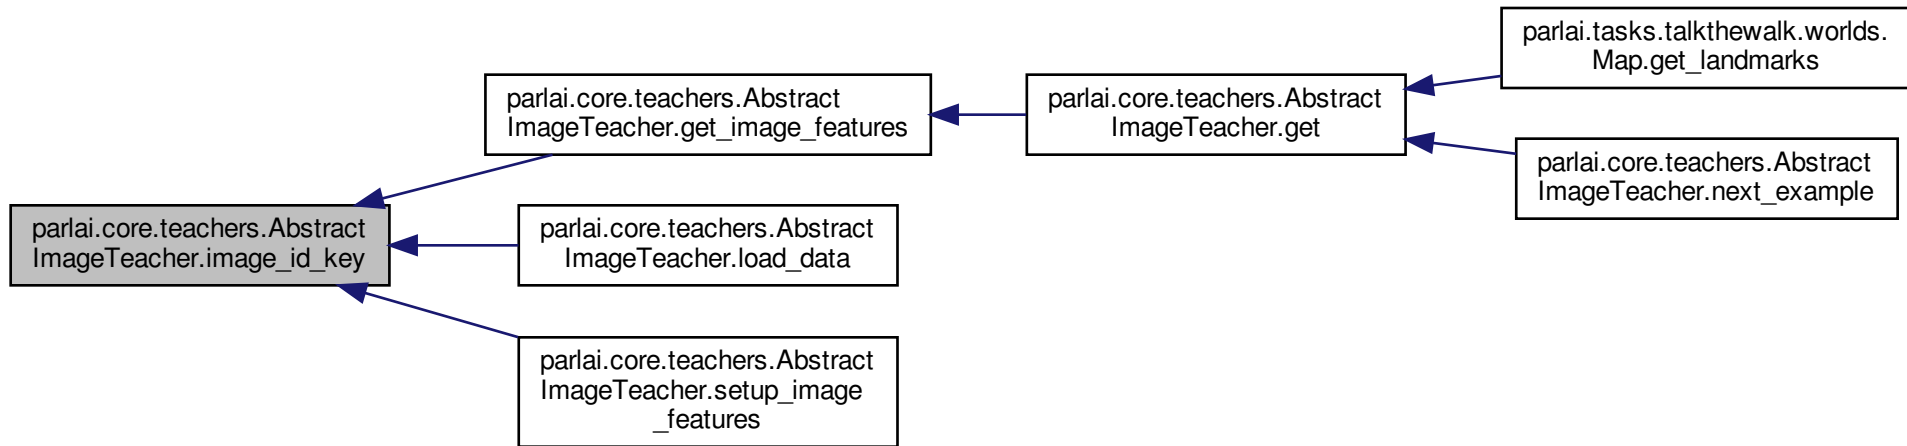 parlai.core.teachers.Abstract
ImageTeacher.image_id_key
parlai.core.teachers.Abstract
ImageTeacher.get_image_features
parlai.core.teachers.Abstract
ImageTeacher.get
parlai.tasks.talkthewalk.worlds.
Map.get_landmarks
parlai.core.teachers.Abstract
ImageTeacher.next_example
parlai.core.teachers.Abstract
ImageTeacher.load_data
parlai.core.teachers.Abstract
ImageTeacher.setup_image
_features